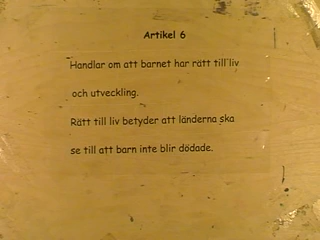 Artikel 6
Handlar om att barnet har rätt till liv
och utveckling.
Rätt till liv betyder att länderna ska
se till att barn inte blir dödade.